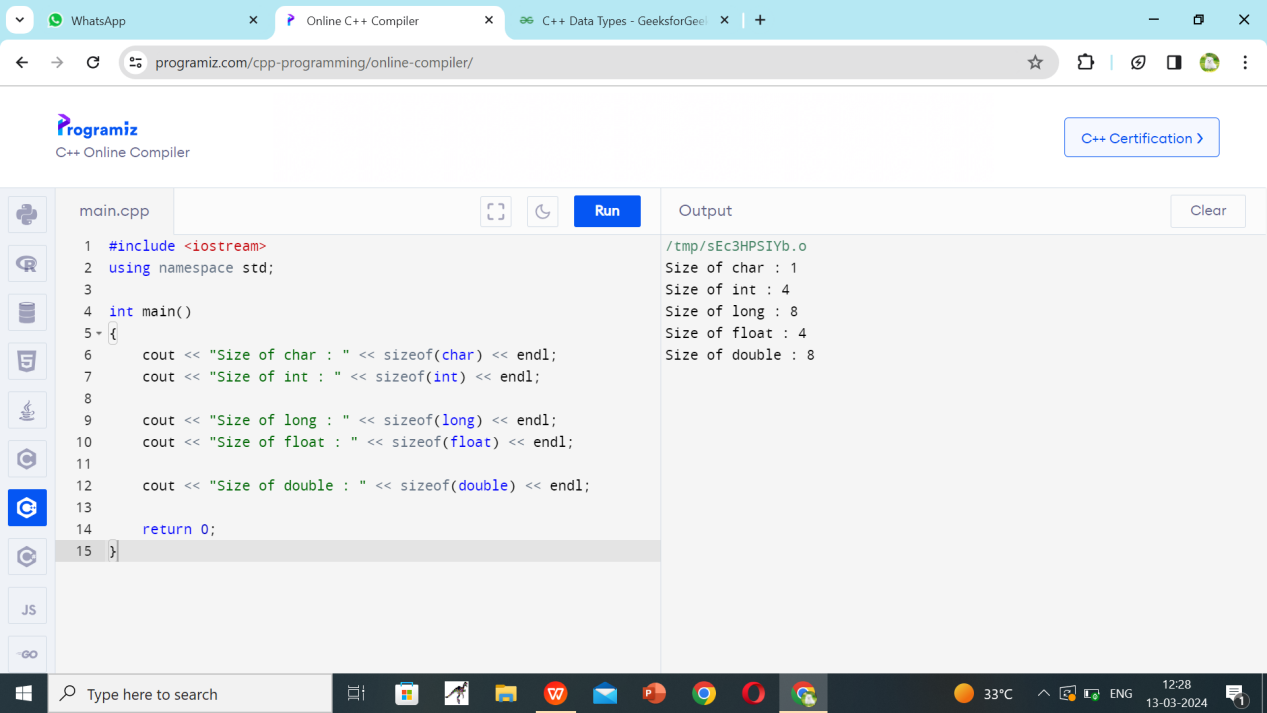 WhatsApp
Online C++ Compiler
C++ Data Types - GeeksforGee
programiz.com/cpp-programming/online-compiler/
Programiz
C++ Online Compiler
C++ Certification
main.cpp
Run
Output
Clear
1 #include <iostream>
2 using namespace std;
3
4 int main()
5 {
6 cout << "Size of char : " << sizeof(char) << endl;
7 cout << "Size of int : " << sizeof(int) << endl;
8
9 cout << "Size of long : " << sizeof(long) << endl;
10 cout << "Size of float : " << sizeof(float) << endl;
11
12 cout << "Size of double : " << sizeof(double) << endl;
13
14 return 0;
15 }
/tmp/sEc3HPSIYb.o
Size of char : 1
Size of int : 4
Size of long : 8
Size of float : 4
Size of double : 8
R
5
C
C
C
JS
GO
Type here to search
W
P
33°C
ENG
12:28
13-03-2024
1